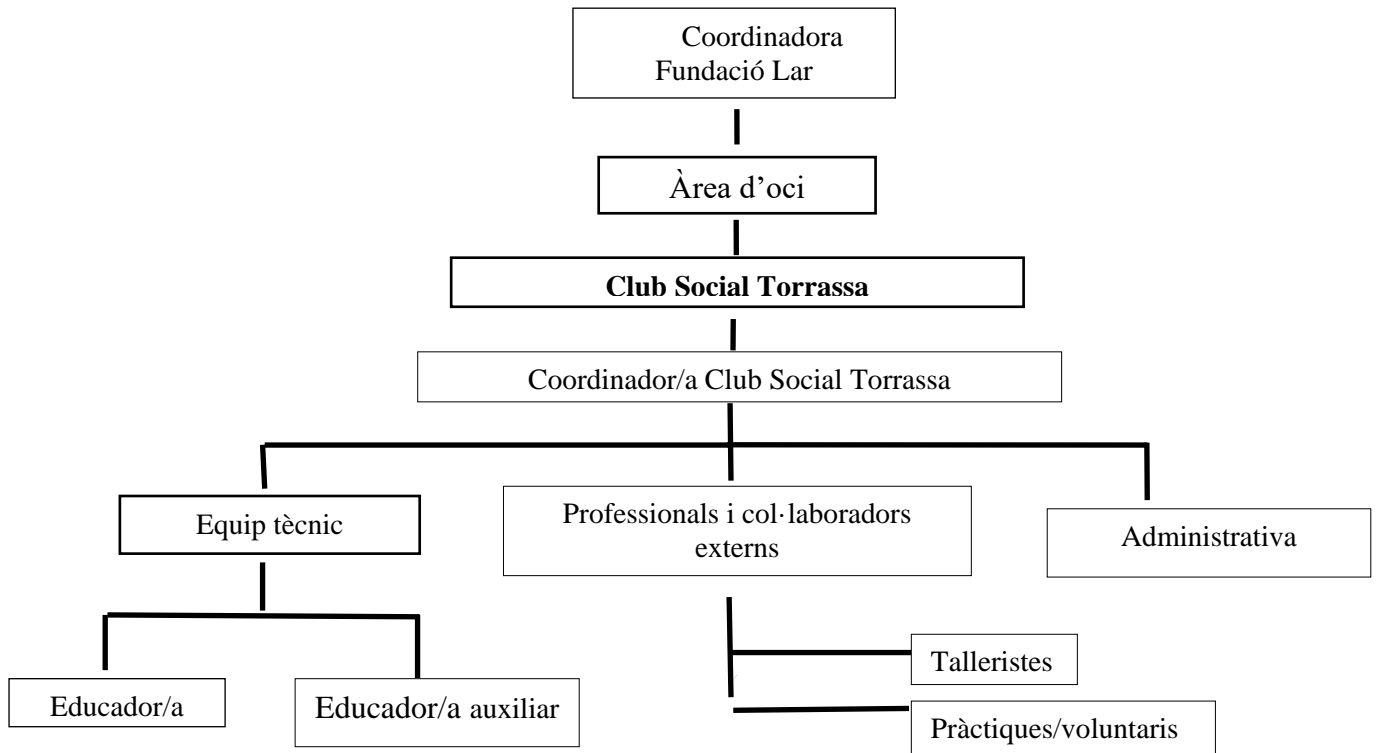 Coordinadora
Fundació Lar
Àrea d’oci
Club Social Torrassa
Coordinador/a Club Social Torrassa
Equip tècnic
Professionals i col·laboradors
externs
Administrativa
Talleristes
Educador/a
Educador/a auxiliar
Pràctiques/voluntaris